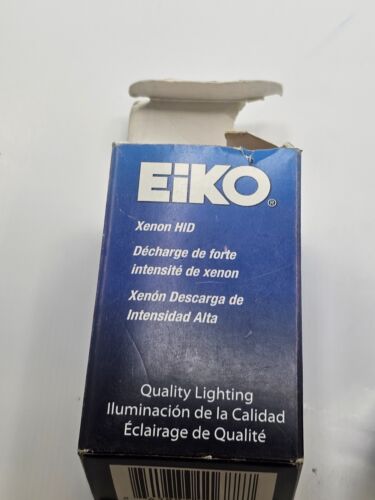 EiKO®
Xenon HID
Décharge de forte
intensité de xenon
Xenón Descarga de
Intensidad Alta
Quality Lighting
Iluminación de la Calidad
Éclairage de Qualité